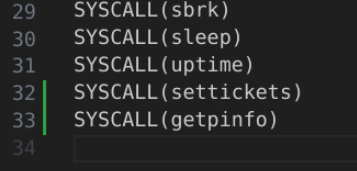 29 SYSCALL(sbrk)
30 SYSCALL(sleep)
31 SYSCALL(uptime)
32 SYSCALL(settickets)
33 SYSCALL(getpinfo)
34